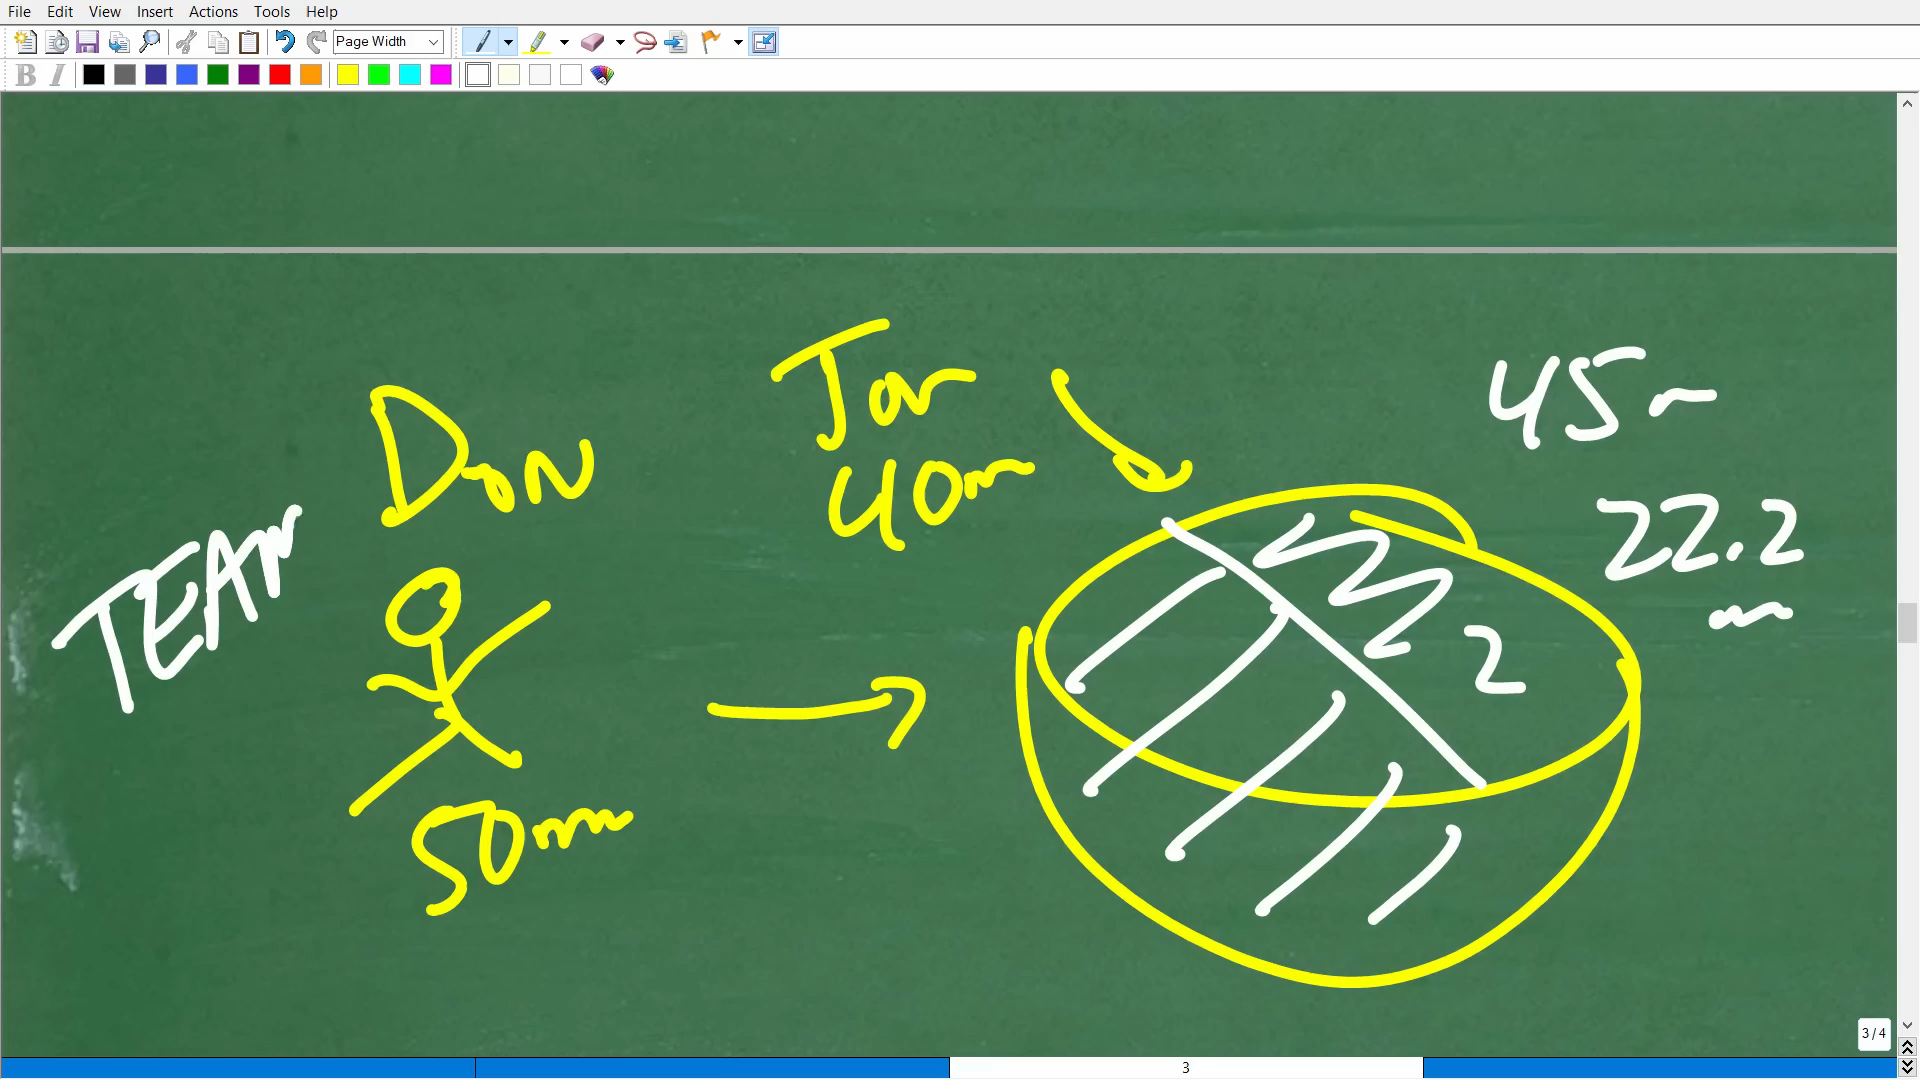 File Edit View Insert Actions Tools Help
Page Width
B I
TEAM
Don
50m
Jan
40m
2
45m
22.2
m
3 / 4
3